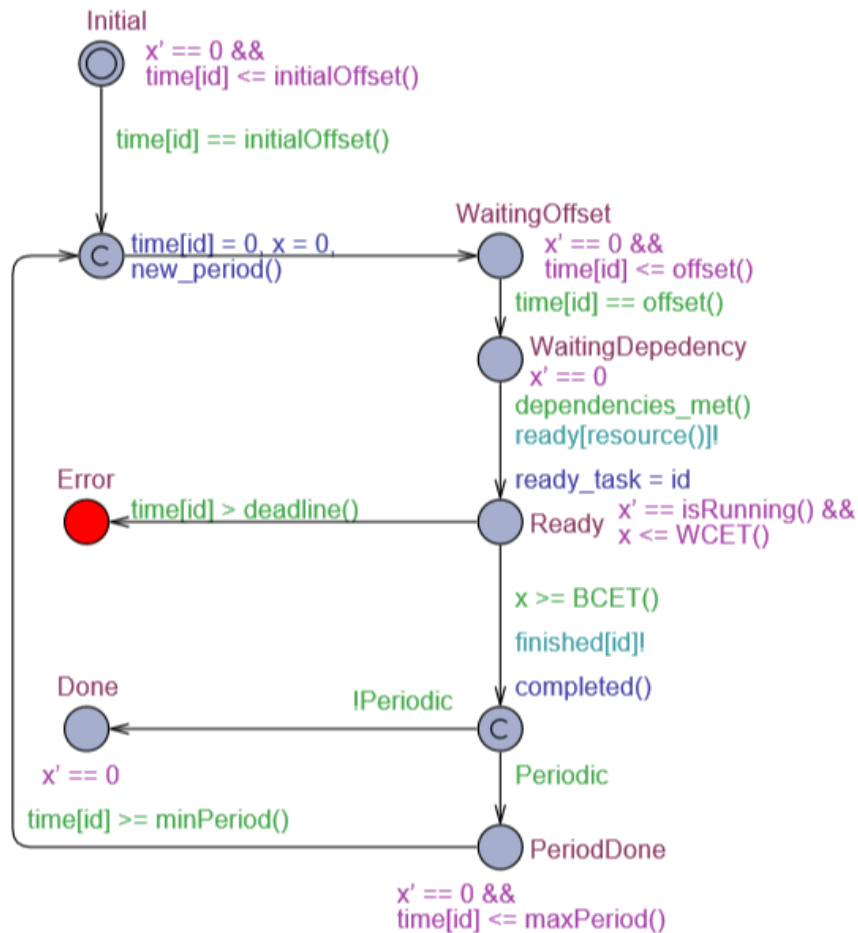 Initial
x' == 0 &&
time[id] <= initialOffset()
time[id] == initialOffset()
WaitingOffset
C
time[id] = 0, x = 0,
new_period()
x' == 0 &&
time[id] <= offset()
time[id] == offset()
WaitingDepedency
x' == 0
dependencies_met()
ready[resource()]!
ready_task = id
Error
time[id] > deadline()
Ready
x' == isRunning() &&
x <= WCET()
x >= BCET()
finished[id]!
completed()
Done
!Periodic
C
x' == 0
Periodic
time[id] >= minPeriod()
PeriodDone
x' == 0 &&
time[id] <= maxPeriod()